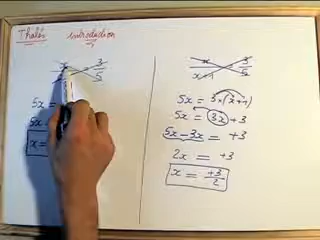 Thalès introduction
x 3
5
5x =
5x
x =
x 3
x+1 5
5x = 3×(x+1)
5x = 3x +3
5x - 3x = +3
2x = +3
x = +3/2